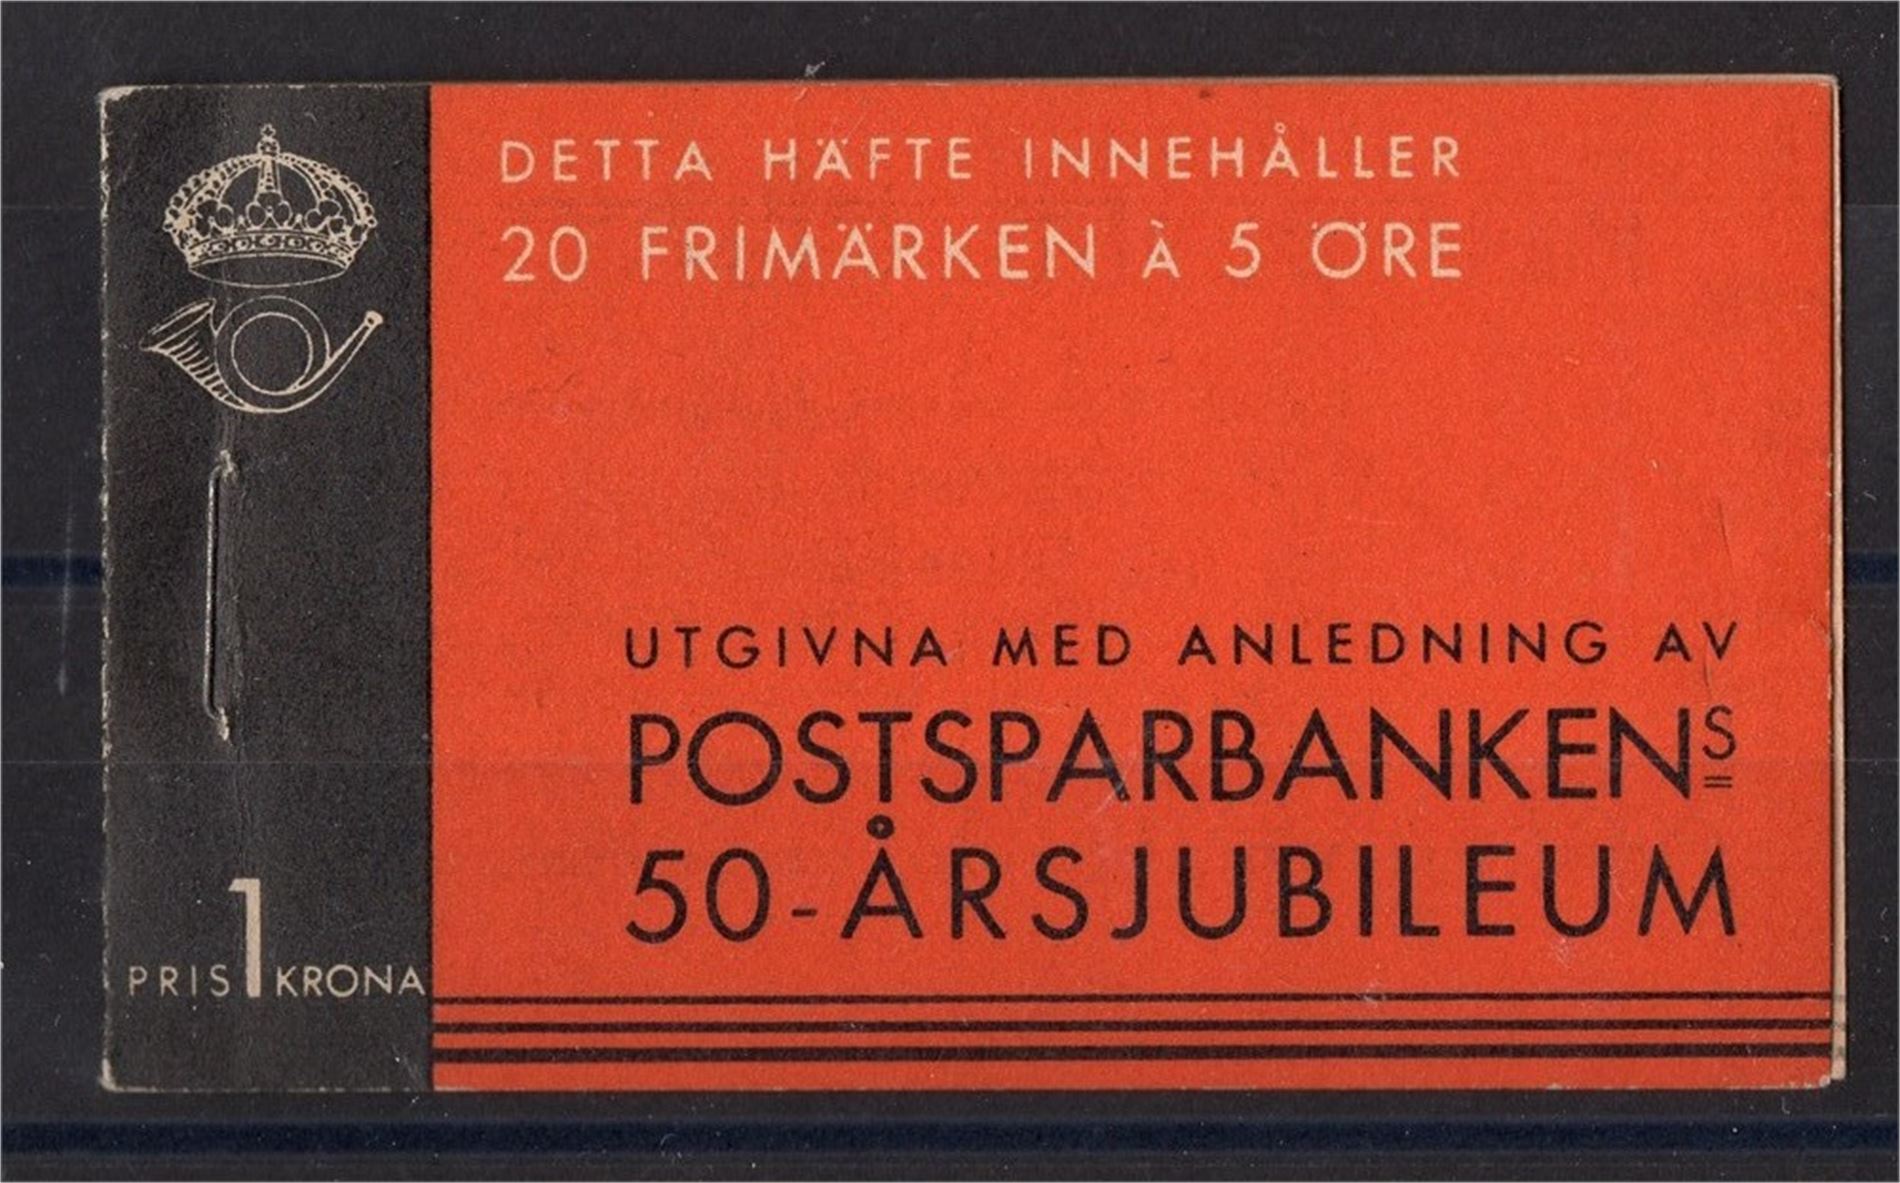 DETTA HÄFTE INNEHÅLLER
20 FRIMÄRKEN À 5 ÖRE
UTGIVNA MED ANLEDNING AV
POSTSPARBANKENS
50-ÅRSJUBILEUM
PRIS 1 KRONA